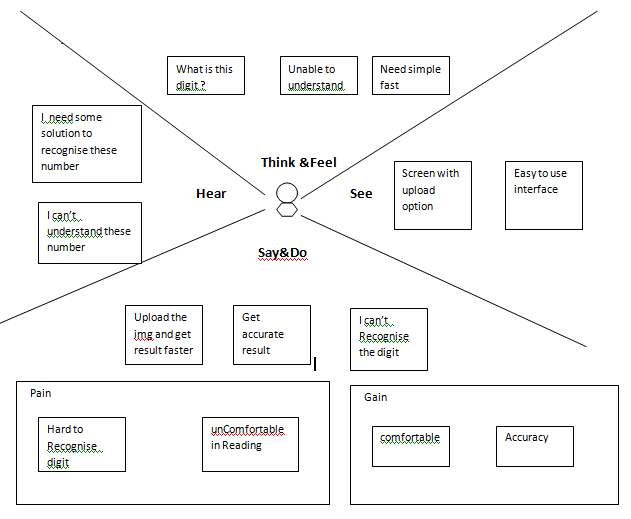 What is this
digit ?
Unable to
understand
Need simple
fast
I need some
solution to
recognise these
number
Think &Feel
Hear
See
Screen with
upload
option
Easy to use
interface
I can't
understand these
number
Say&Do
Upload the
img and get
result faster
Get
accurate
result
I can't
Recognise
the digit
Pain
Hard to
Recognise
digit
unComfortable
in Reading
Gain
comfortable
Accuracy